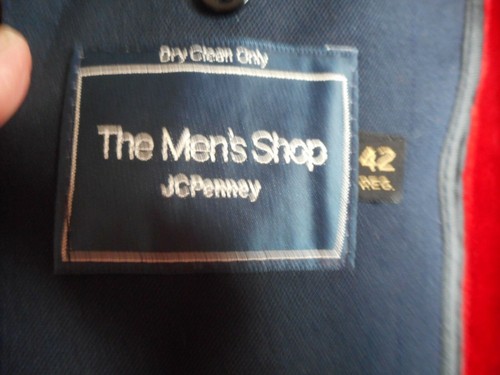 Dry Clean Only
The Men's Shop
JCPenney
42
REG.